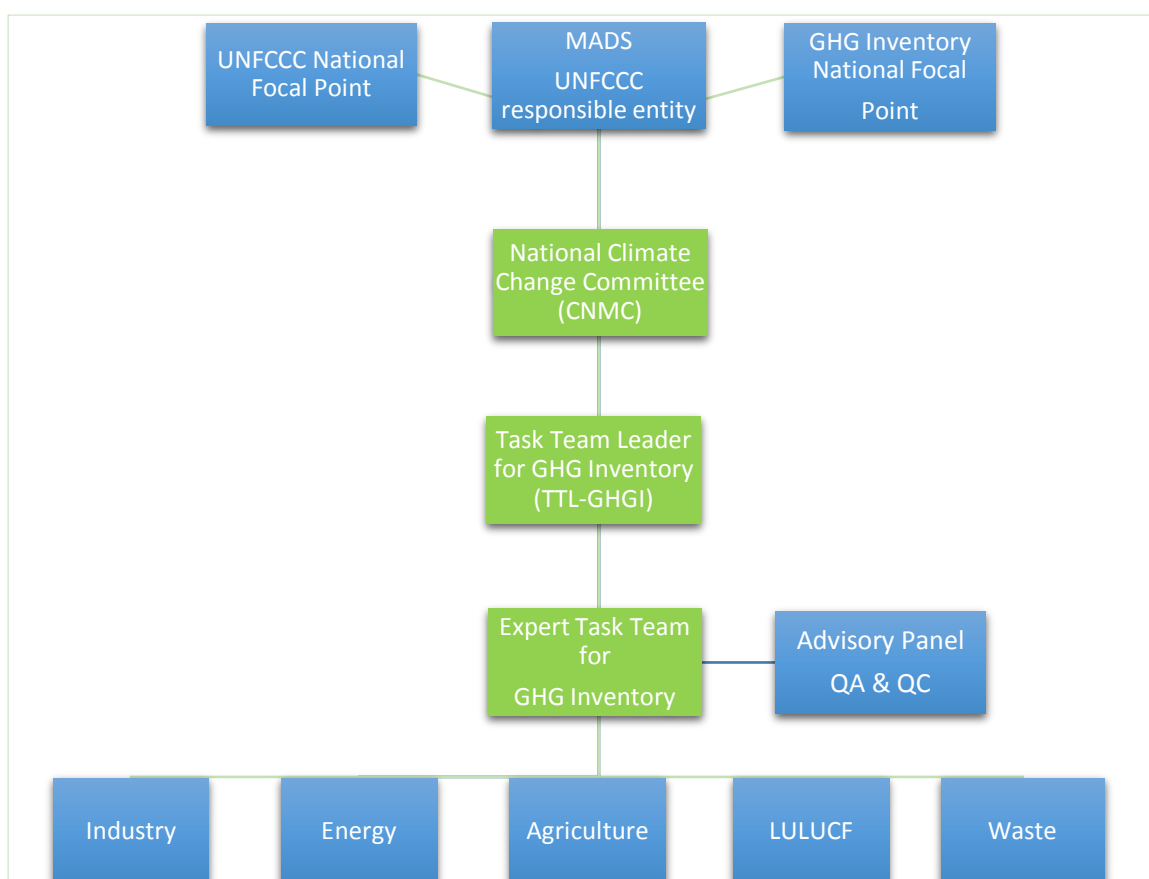 UNFCCC National
Focal Point
MADS
UNFCCC
responsible entity
GHG Inventory
National Focal
Point
National Climate
Change Committee
(CNMC)
Task Team Leader
for GHG Inventory
(TTL-GHGI)
Expert Task Team
for
GHG Inventory
Advisory Panel
QA & QC
Industry
Energy
Agriculture
LULUCF
Waste